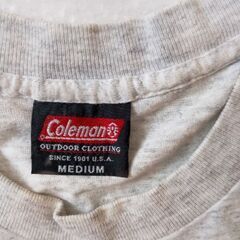 Coleman
OUTDOOR CLOTHING
SINCE 1901 U.S.A.
MEDIUM